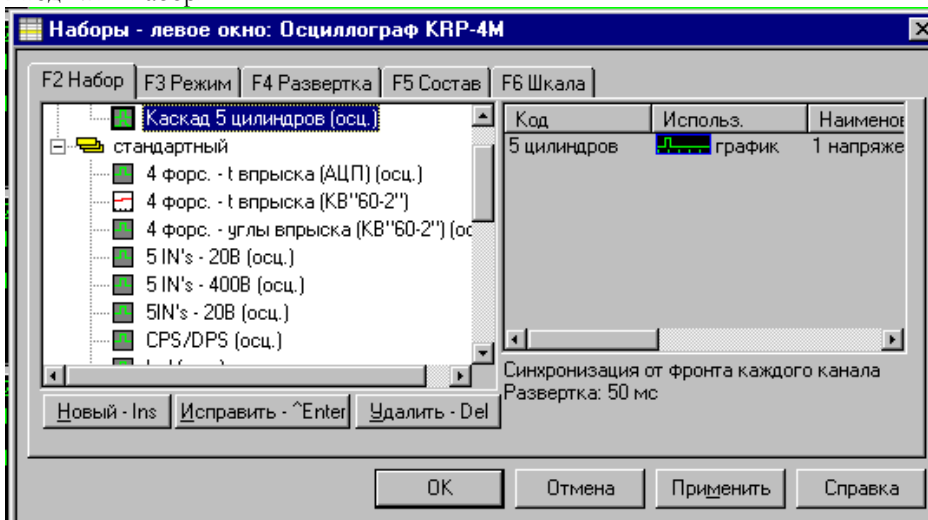 Наборы - левое окно: Осциллограф KRP-4M
F2 Набор F3 Режим F4 Развертка F5 Состав F6 Шкала
Каскад 5 цилиндров (осц.)
стандартный
4 форс. - t впрыска (АЦП) (осц.)
4 форс. - t впрыска (КВ"60-2")
4 форс. - углы впрыска (КВ"60-2") (ос
5 IN's - 20В (осц.)
5 IN's - 400В (осц.)
5IN's - 20В (осц.)
CPS/DPS (осц.)
Код Использ. Наименов
5 цилиндров график 1 напряже
Синхронизация от фронта каждого канала
Развертка: 50 мс
Новый - Ins Исправить - ^Enter Удалить - Del
OK Отмена Применить Справка